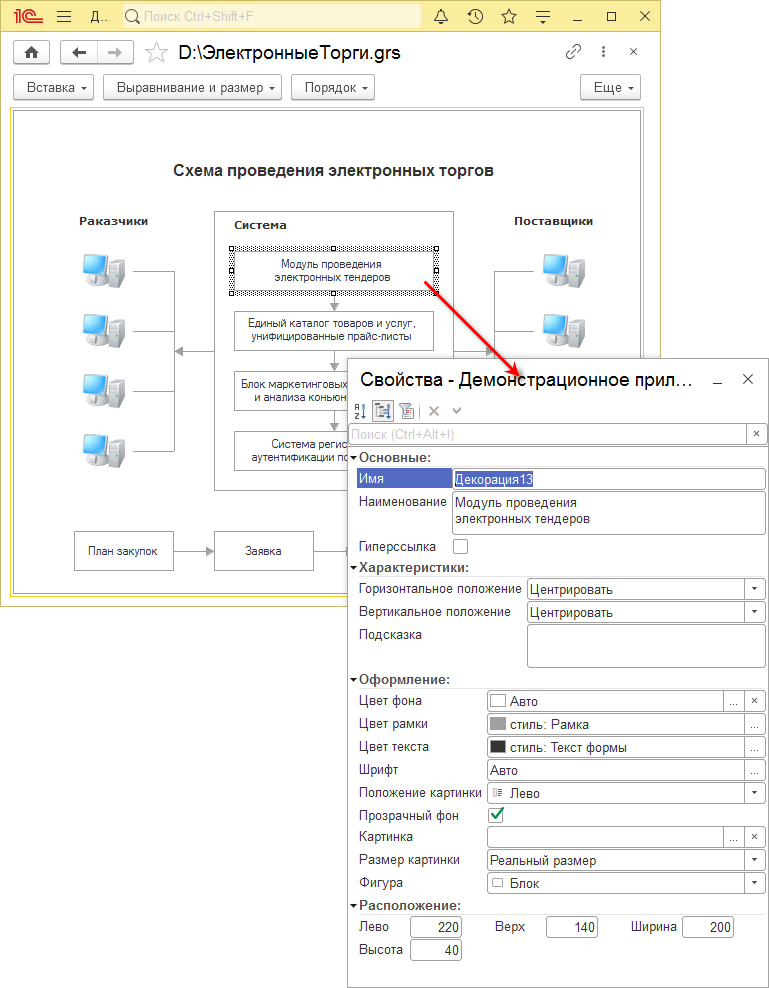 1С Д... Поиск Ctrl+Shift+F
D:\ЭлектронныеТорги.grs
Вставка Выравнивание и размер Порядок Еще
Схема проведения электронных торгов
Раказчики Система Поставщики
Модуль проведения
электронных тендеров
Единый каталог товаров и услуг,
унифицированные прайс-листы
Блок маркетинговых
и анализа конью
Система регис
аутентификации по
План закупок Заявка
Свойства - Демонстрационное прил...
Поиск (Ctrl+Alt+I)
Основные:
Имя Декорация13
Наименование Модуль проведения
электронных тендеров
Гиперссылка
Характеристики:
Горизонтальное положение Центрировать
Вертикальное положение Центрировать
Подсказка
Оформление:
Цвет фона Авто ...
Цвет рамки стиль: Рамка ...
Цвет текста стиль: Текст формы ...
Шрифт Авто ...
Положение картинки Лево
Прозрачный фон
Картинка ...
Размер картинки Реальный размер
Фигура Блок
Расположение:
Лево 220 Верх 140 Ширина 200
Высота 40